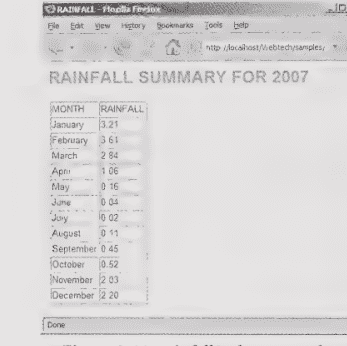 RAINFALL - Mozilla Firefox
File Edit View History Bookmarks Tools Help
http://localhost/Webtech/samples/
RAINFALL SUMMARY FOR 2007
MONTH RAINFALL
January 3.21
February 3.61
March 2.84
April 1.06
May 0.16
June 0.04
July 0.02
August 0.11
September 0.45
October 0.52
November 2.03
December 2.20
Done